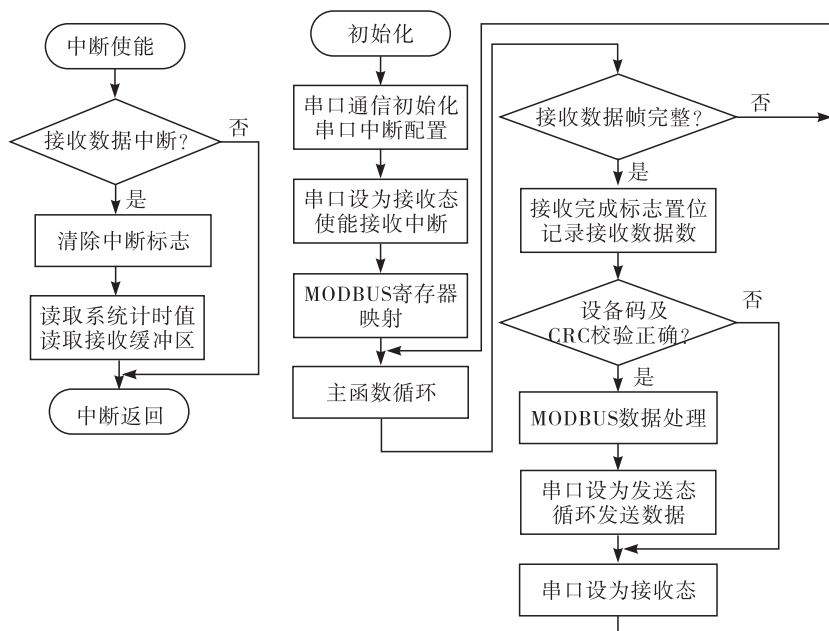 中断使能
接收数据中断?
否
是
清除中断标志
读取系统计时值
读取接收缓冲区
中断返回
初始化
串口通信初始化
串口中断配置
串口设为接收态
使能接收中断
MODBUS寄存器
映射
主函数循环
接收数据帧完整?
否
是
接收完成标志置位
记录接收数据数
设备码及
CRC校验正确?
否
是
MODBUS数据处理
串口设为发送态
循环发送数据
串口设为接收态